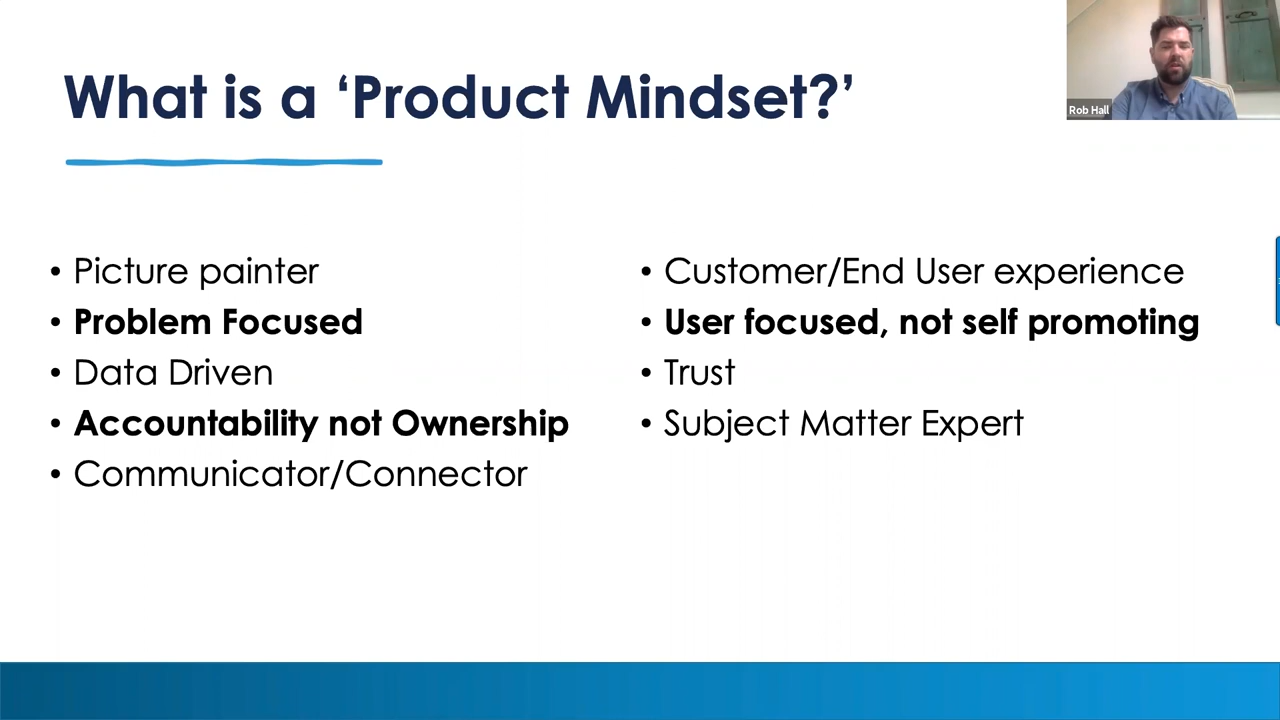 What is a ‘Product Mindset?’
Rob Hall
• Picture painter
• Problem Focused
• Data Driven
• Accountability not Ownership
• Communicator/Connector
• Customer/End User experience
• User focused, not self promoting
• Trust
• Subject Matter Expert